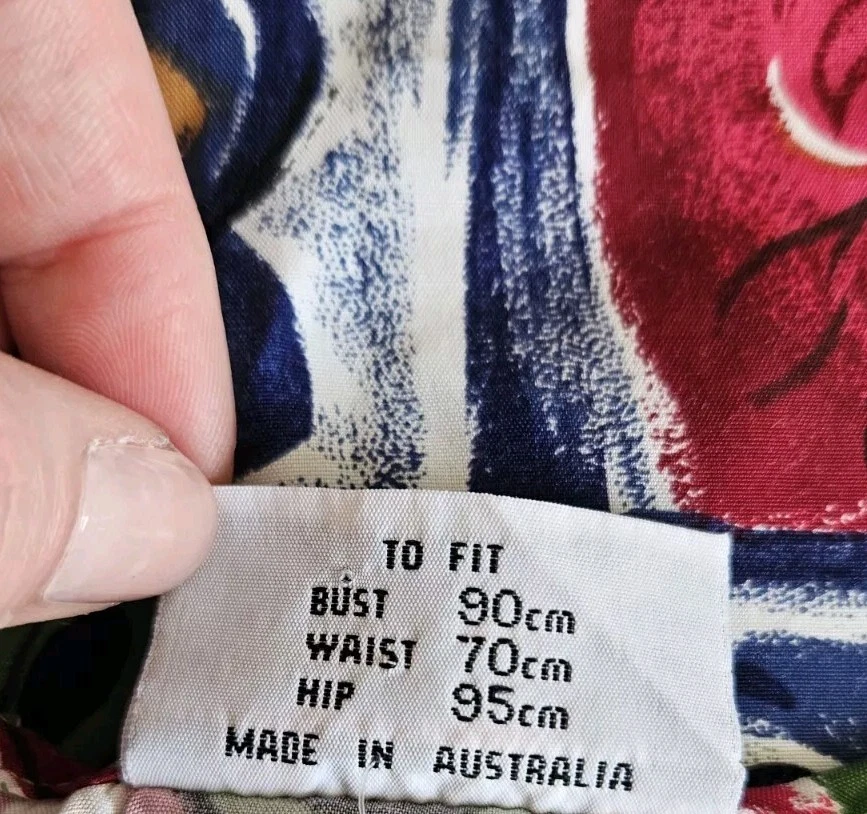 TO FIT
BUST 90cm
WAIST 70cm
HIP 95cm
MADE IN AUSTRALIA